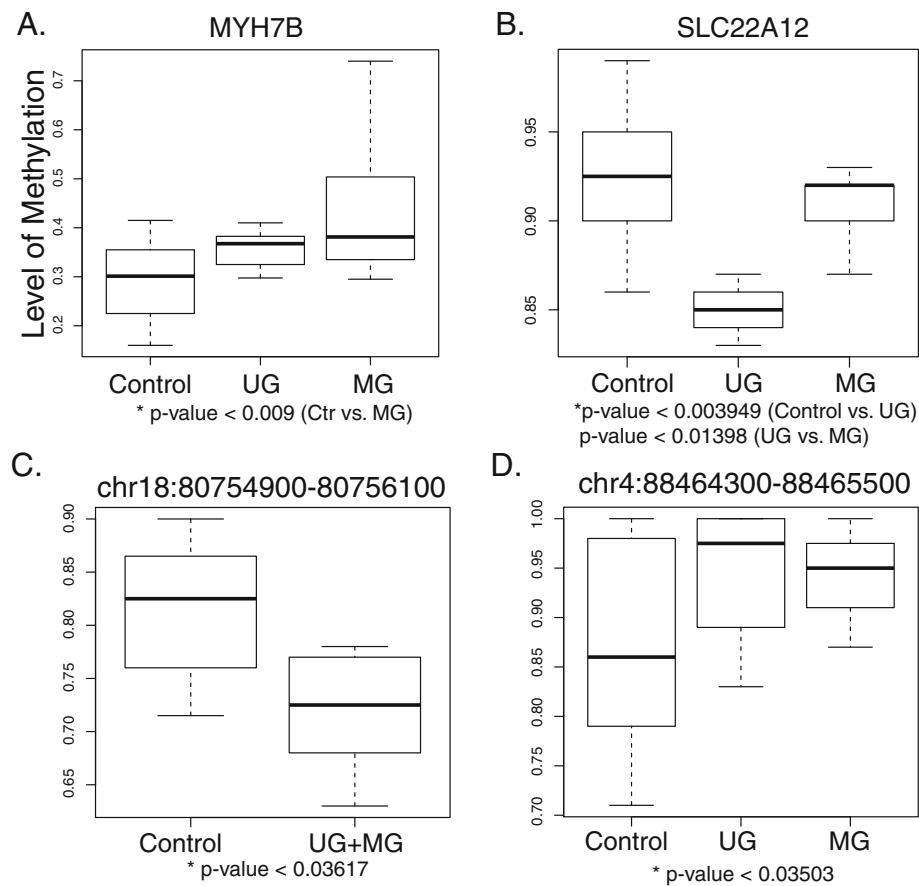 A.
MYH7B
Level of Methylation
0.7
0.6
0.5
0.4
0.3
0.2
Control
UG
MG
* p-value < 0.009 (Ctr vs. MG)
B.
SLC22A12
0.95
0.90
0.85
Control
UG
MG
*p-value < 0.003949 (Control vs. UG)
p-value < 0.01398 (UG vs. MG)
C.
chr18:80754900-80756100
0.90
0.85
0.80
0.75
0.70
0.65
Control
UG+MG
* p-value < 0.03617
D.
chr4:88464300-88465500
1.00
0.95
0.90
0.85
0.80
0.75
0.70
Control
UG
MG
* p-value < 0.03503